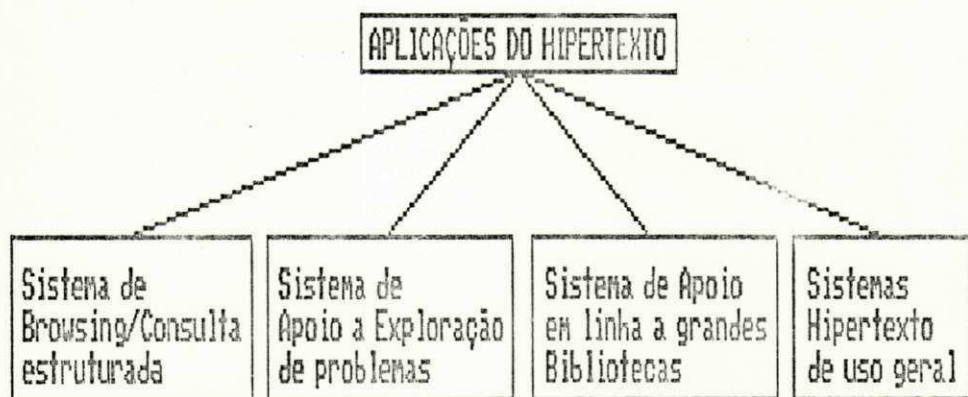 APLICAÇÕES DO HIPERTEXTO
Sistema de
Browsing/Consulta
estruturada
Sistema de
Apoio a Exploração
de problemas
Sistema de Apoio
em linha a grandes
Bibliotecas
Sistemas
Hipertexto
de uso geral